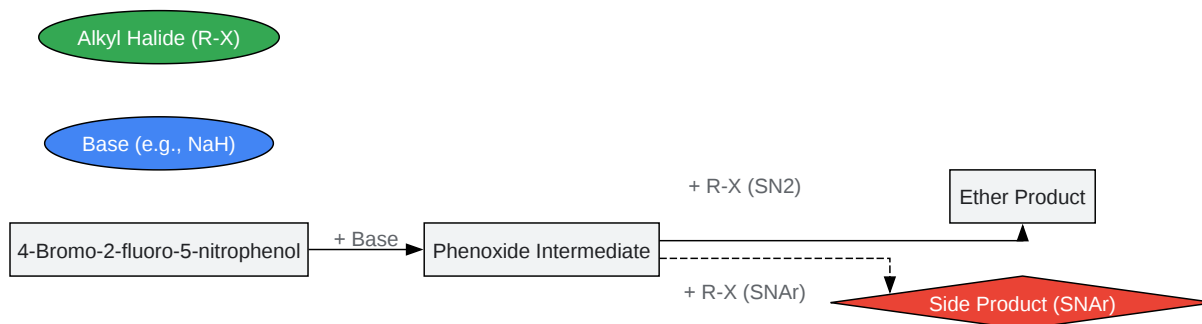 Alkyl Halide (R-X)
Base (e.g., NaH)
+ R-X (SN2)
Ether Product
4-Bromo-2-fluoro-5-nitrophenol
+ Base
Phenoxide Intermediate
+ R-X (SNAr)
Side Product (SNAr)